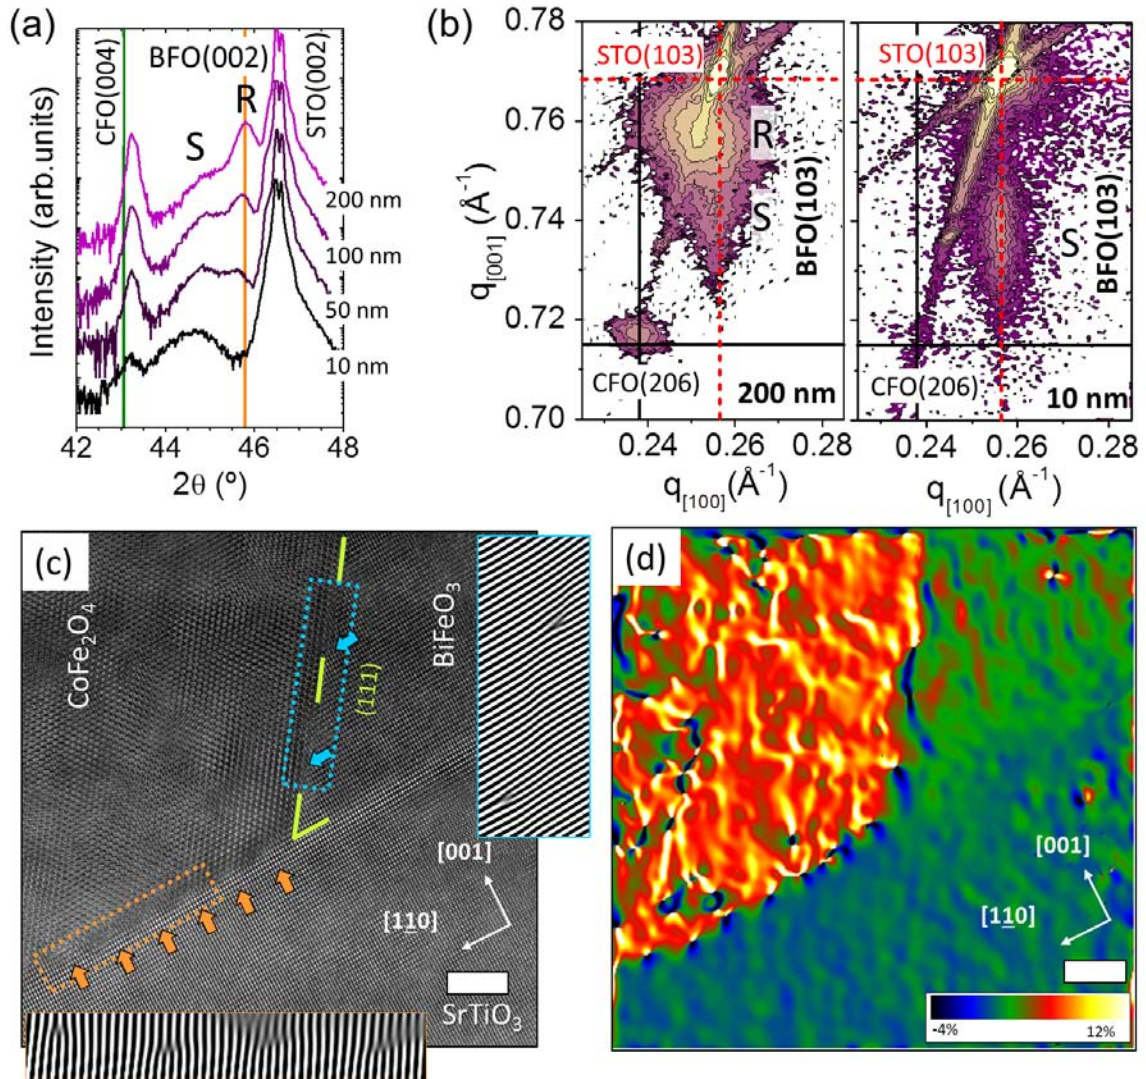 (a)
CFO(004)
BFO(002)
STO(002)
R
S
200 nm
100 nm
50 nm
10 nm
Intensity (arb.units)
42 44 46 48
2θ (º)
(b)
0.78
0.76
0.74
0.72
0.70
q[001] (Å-1)
STO(103)
R
S
BFO(103)
CFO(206)
200 nm
0.24 0.26 0.28
q[100](Å-1)
STO(103)
S
BFO(103)
CFO(206)
10 nm
0.24 0.26 0.28
q[100](Å-1)
(c)
CoFe2O4
BiFeO3
(111)
[001]
[110]
SrTiO3
(d)
[001]
[110]
-4% 12%